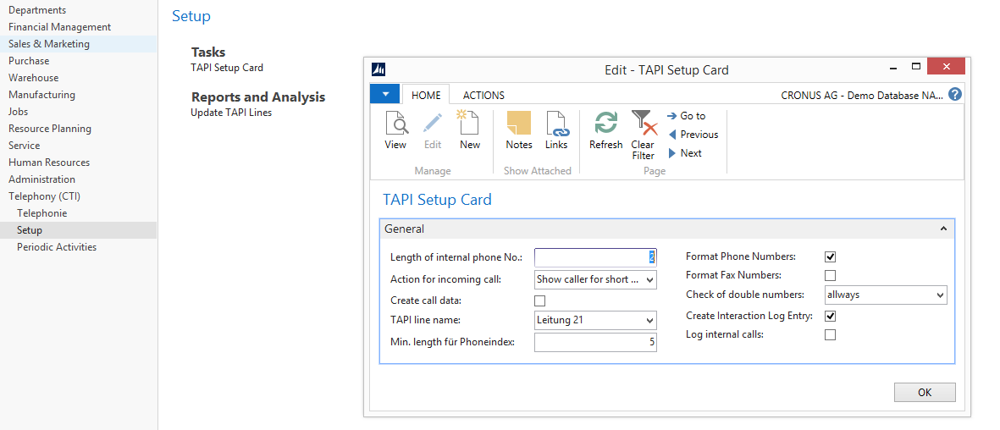 Departments
Financial Management
Sales & Marketing
Purchase
Warehouse
Manufacturing
Jobs
Resource Planning
Service
Human Resources
Administration
Telephony (CTI)
Telephonie
Setup
Periodic Activities
Setup
Tasks
TAPI Setup Card
Reports and Analysis
Update TAPI Lines
Edit - TAPI Setup Card
HOME ACTIONS CRONUS AG - Demo Database NA...
View Edit New Notes Links Refresh Clear Filter
Go to
Previous
Next
Manage Show Attached Page
TAPI Setup Card
General
Length of internal phone No.: 2
Action for incoming call: Show caller for short ...
Create call data:
TAPI line name: Leitung 21
Min. length für Phoneindex: 5
Format Phone Numbers:
Format Fax Numbers:
Check of double numbers: allways
Create Interaction Log Entry:
Log internal calls:
OK